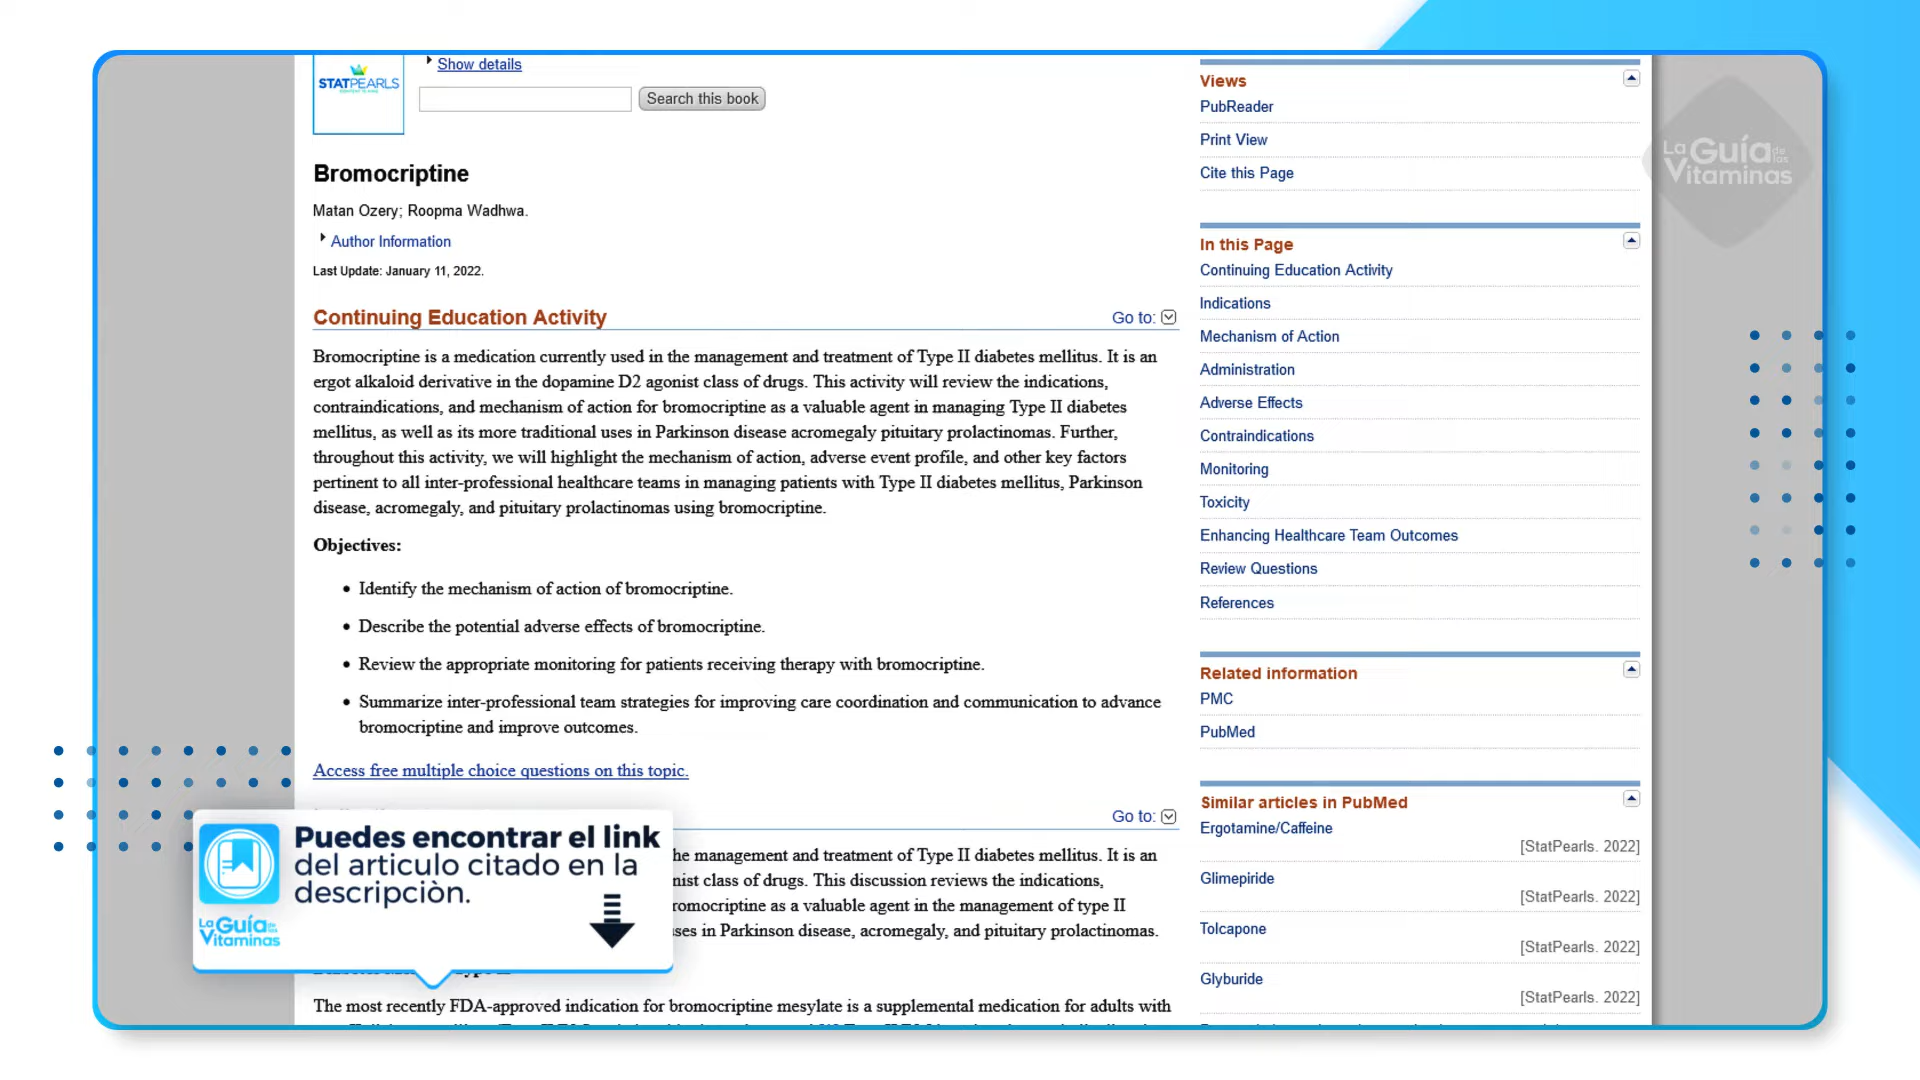 Show details
STATPEARLS
Search this book
Bromocriptine
Matan Ozery; Roopma Wadhwa.
Author Information
Last Update: January 11, 2022.
Continuing Education Activity
Go to:
Bromocriptine is a medication currently used in the management and treatment of Type II diabetes mellitus. It is an
ergot alkaloid derivative in the dopamine D2 agonist class of drugs. This activity will review the indications,
contraindications, and mechanism of action for bromocriptine as a valuable agent in managing Type II diabetes
mellitus, as well as its more traditional uses in Parkinson disease acromegaly pituitary prolactinomas. Further,
throughout this activity, we will highlight the mechanism of action, adverse event profile, and other key factors
pertinent to all inter-professional healthcare teams in managing patients with Type II diabetes mellitus, Parkinson
disease, acromegaly, and pituitary prolactinomas using bromocriptine.
Objectives:
• Identify the mechanism of action of bromocriptine.
• Describe the potential adverse effects of bromocriptine.
• Review the appropriate monitoring for patients receiving therapy with bromocriptine.
• Summarize inter-professional team strategies for improving care coordination and communication to advance
bromocriptine and improve outcomes.
Access free multiple choice questions on this topic.
Go to:
he management and treatment of Type II diabetes mellitus. It is an
nist class of drugs. This discussion reviews the indications,
romocriptine as a valuable agent in the management of type II
ses in Parkinson disease, acromegaly, and pituitary prolactinomas.
The most recently FDA-approved indication for bromocriptine mesylate is a supplemental medication for adults with
Puedes encontrar el link
del articulo citado en la
descripciòn.
La Guía de las
Vitaminas
Views
PubReader
Print View
Cite this Page
In this Page
Continuing Education Activity
Indications
Mechanism of Action
Administration
Adverse Effects
Contraindications
Monitoring
Toxicity
Enhancing Healthcare Team Outcomes
Review Questions
References
Related information
PMC
PubMed
Similar articles in PubMed
Ergotamine/Caffeine
[StatPearls. 2022]
Glimepiride
[StatPearls. 2022]
Tolcapone
[StatPearls. 2022]
Glyburide
[StatPearls. 2022]
La Guía de las
Vitaminas